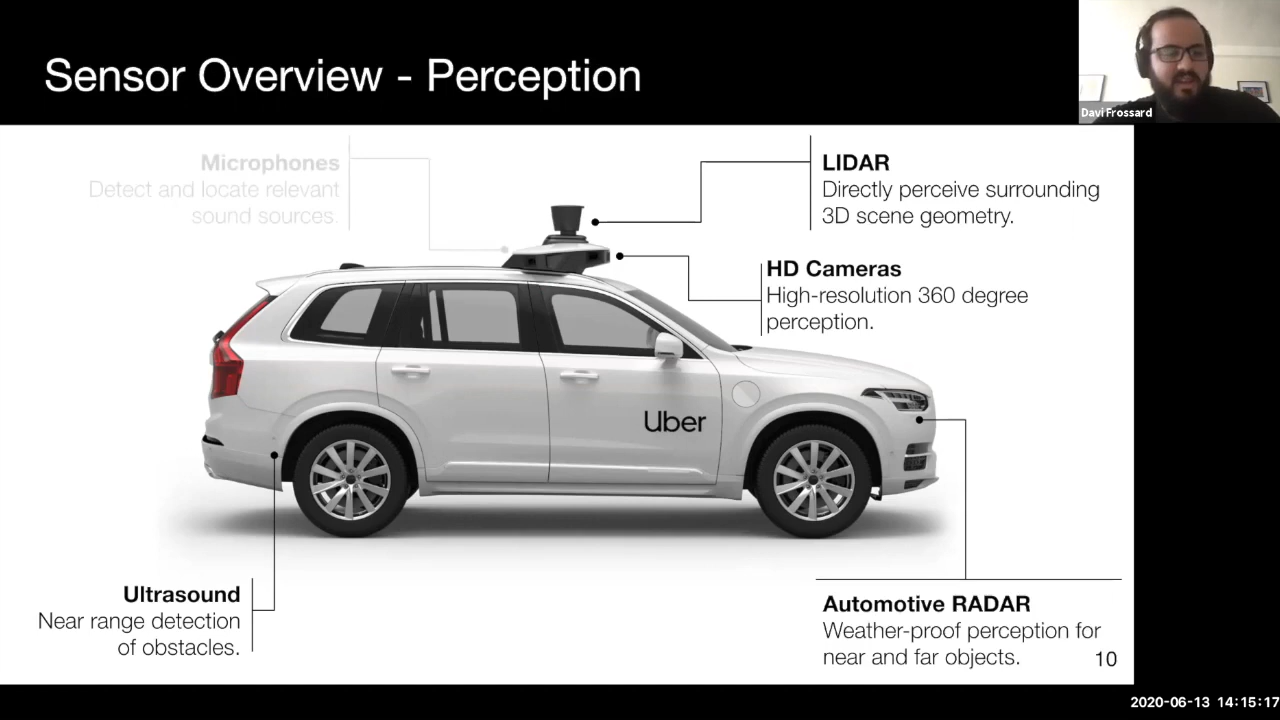 Sensor Overview - Perception
Davi Frossard
Microphones
Detect and locate relevant
sound sources.
LIDAR
Directly perceive surrounding
3D scene geometry.
HD Cameras
High-resolution 360 degree
perception.
Uber
Ultrasound
Near range detection
of obstacles.
Automotive RADAR
Weather-proof perception for
near and far objects.
10
2020-06-13 14:15:17